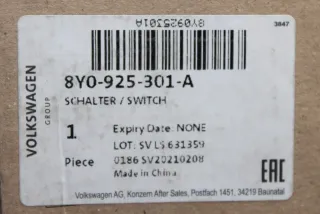 8Y0925301A
3847
VOLKSWAGEN
GROUP
8Y0-925-301-A
SCHALTER / SWITCH
1 Expiry Date: NONE
LOT: SV LS 631359
Piece 0186 SV20210208
Made in China
EAC
Volkswagen AG, Konzern After Sales, Postfach 1451, 34219 Baunatal